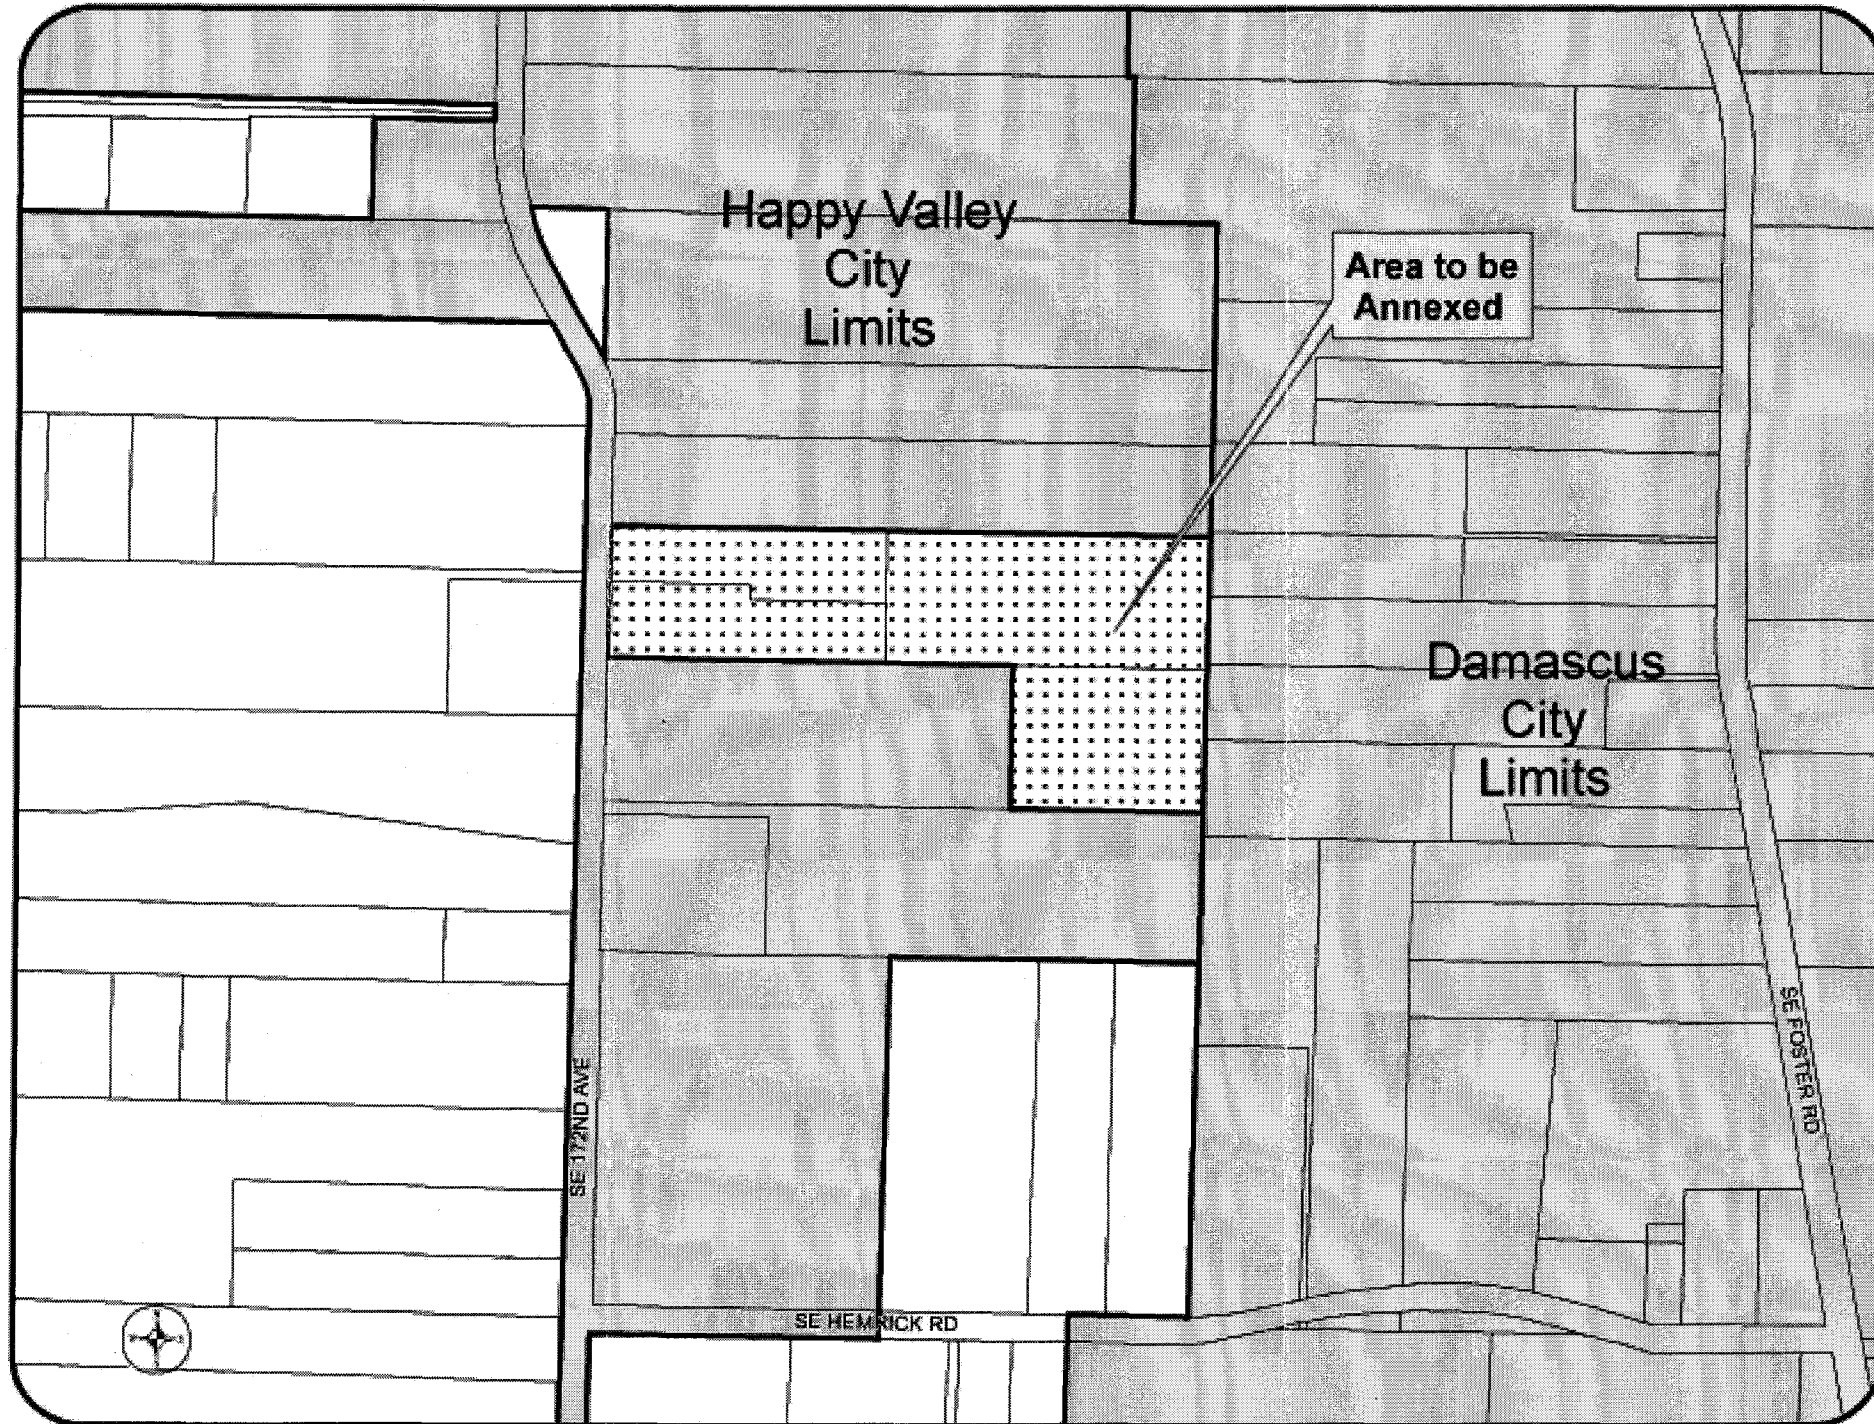 Happy Valley
City
Limits
Area to be
Annexed
Damascus
City
Limits
SE FOSTER RD
SE 172ND AVE
SE HEMRICK RD